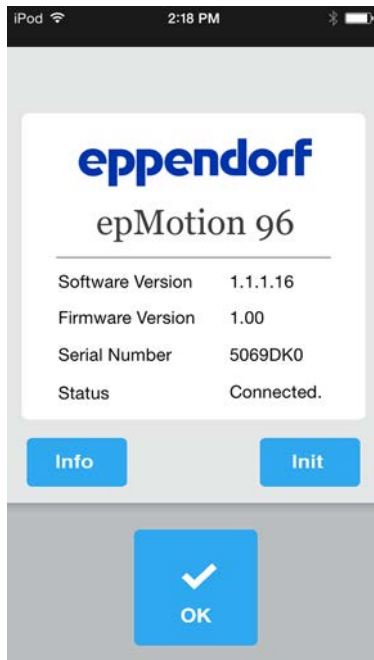 iPod 2:18 PM
eppendorf
epMotion 96
Software Version 1.1.1.16
Firmware Version 1.00
Serial Number 5069DK0
Status Connected.
Info Init
OK